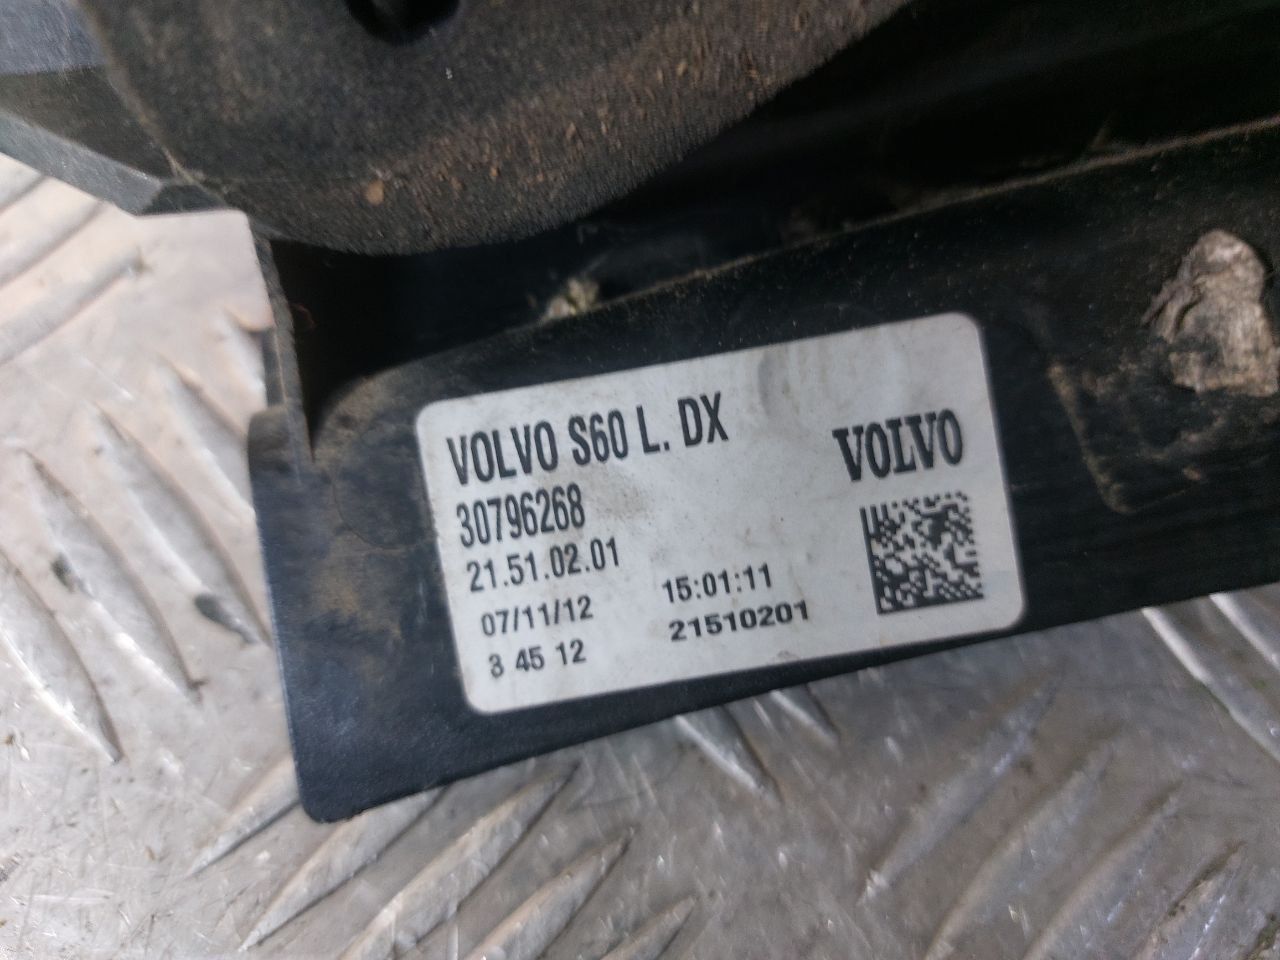 VOLVO S60 L. DX
VOLVO
30796268
21.51.02.01
07/11/12 15:01:11
3 45 12 21510201